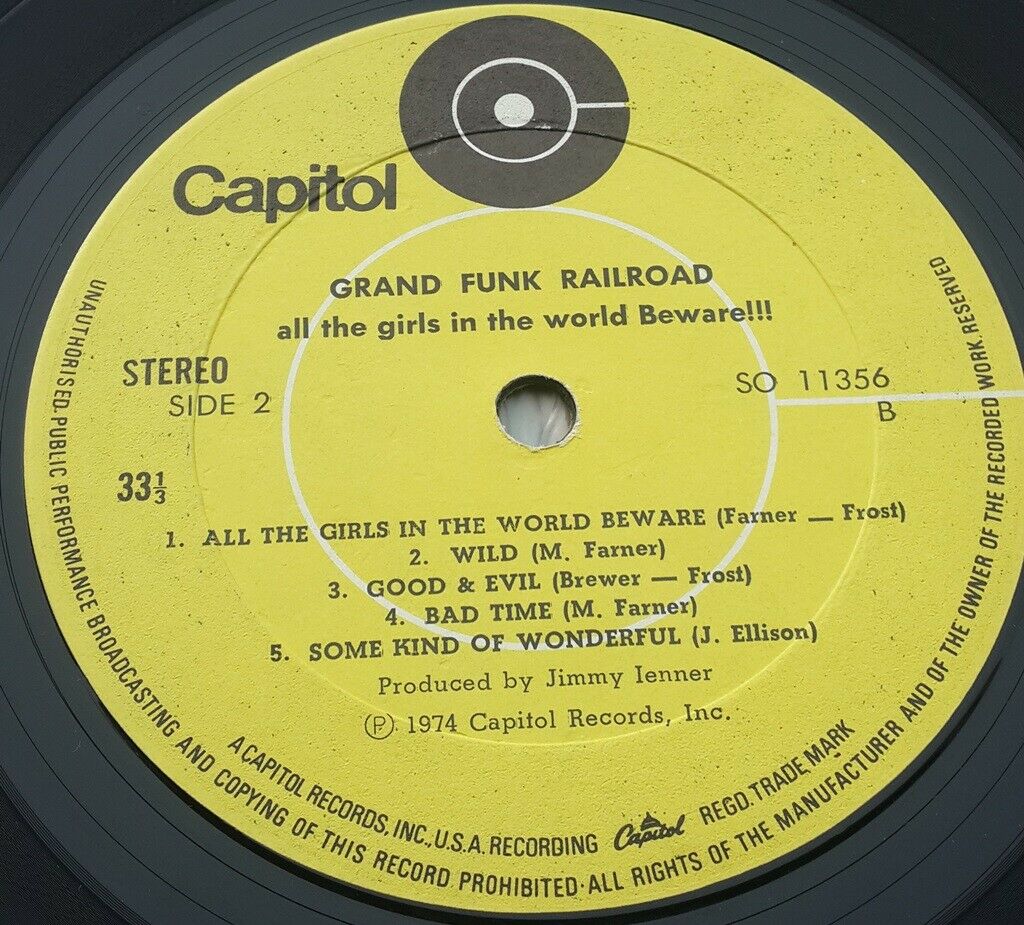 Capitol
GRAND FUNK RAILROAD
all the girls in the world Beware!!!
STEREO
SIDE 2
SO 11356
B
33⅓
1. ALL THE GIRLS IN THE WORLD BEWARE (Farner — Frost)
2. WILD (M. Farner)
3. GOOD & EVIL (Brewer — Frost)
4. BAD TIME (M. Farner)
5. SOME KIND OF WONDERFUL (J. Ellison)
Produced by Jimmy Ienner
Ⓟ 1974 Capitol Records, Inc.
A CAPITOL RECORDS, INC., U.S.A. RECORDING Capitol REGD. TRADE MARK
UNAUTHORISED PUBLIC PERFORMANCE BROADCASTING AND COPYING OF THIS RECORD PROHIBITED · ALL RIGHTS OF THE MANUFACTURER AND OF THE OWNER OF THE RECORDED WORK RESERVED